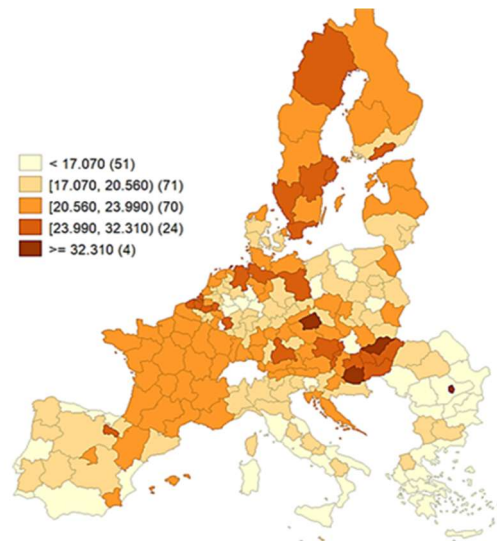 < 17.070 (51)
[17.070, 20.560) (71)
[20.560, 23.990) (70)
[23.990, 32.310) (24)
>= 32.310 (4)